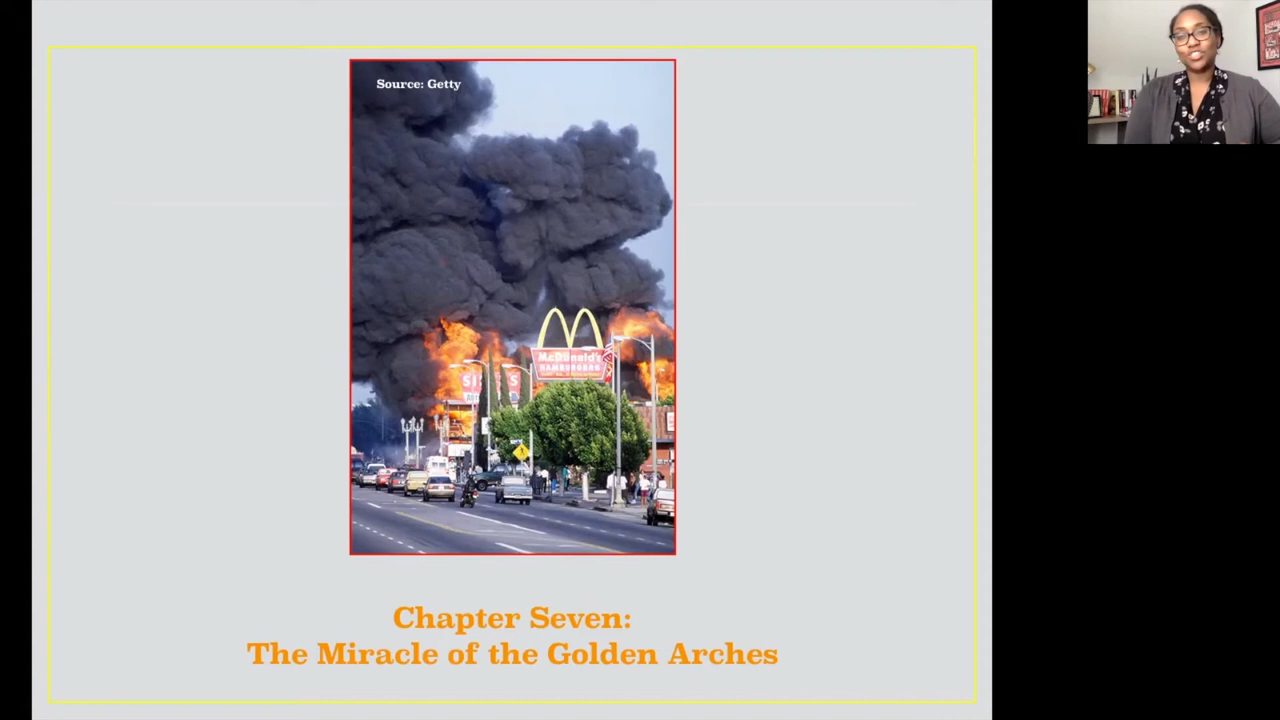 Source: Getty
McDonald's
HAMBURGERS
Chapter Seven:
The Miracle of the Golden Arches